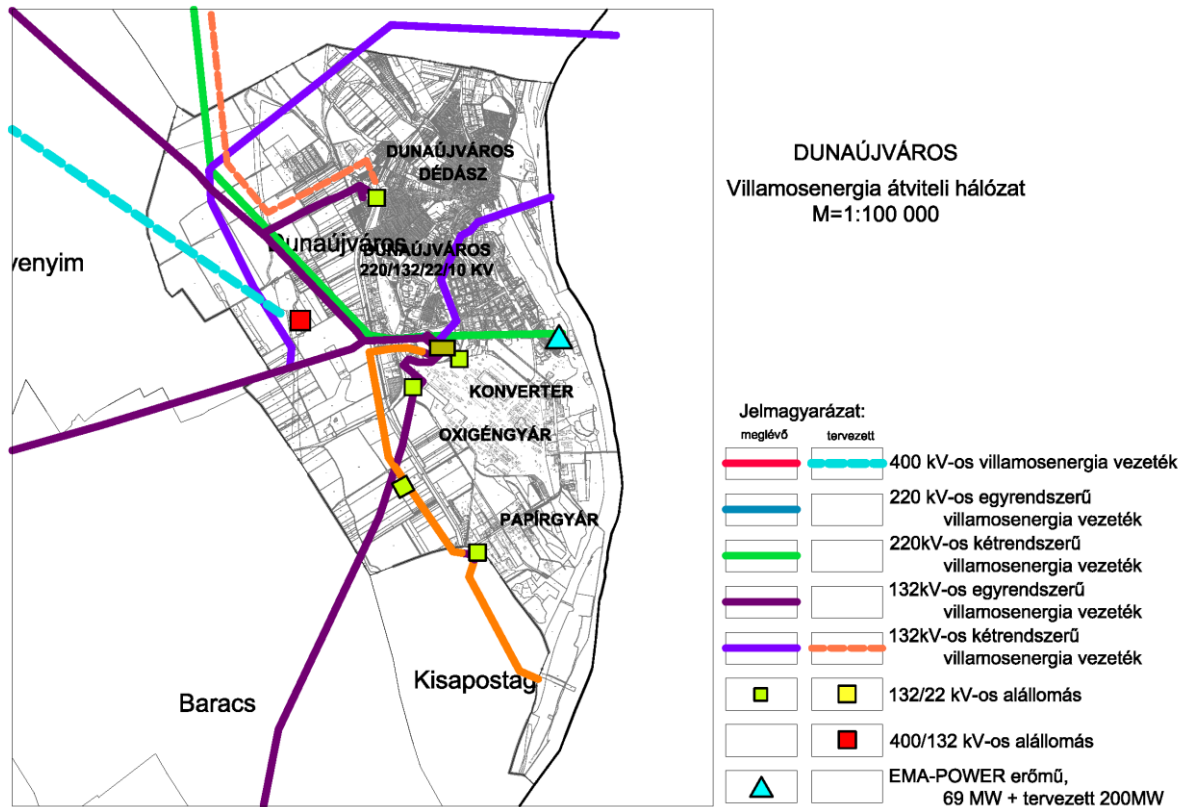 DUNAÚJVÁROS
DÉDÁSZ
Dunaújváros
DUNAÚJVÁROS
220/132/22/10 KV
venyim
KONVERTER
OXIGÉNGYÁR
PAPÍRGYÁR
Kisapostag
Baracs
DUNAÚJVÁROS
Villamosenergia átviteli hálózat
M=1:100 000
Jelmagyarázat:
meglévő tervezett
400 kV-os villamosenergia vezeték
220 kV-os egyrendszerű
villamosenergia vezeték
220kV-os kétrendszerű
villamosenergia vezeték
132kV-os egyrendszerű
villamosenergia vezeték
132kV-os kétrendszerű
villamosenergia vezeték
132/22 kV-os alállomás
400/132 kV-os alállomás
EMA-POWER erőmű,
69 MW + tervezett 200MW